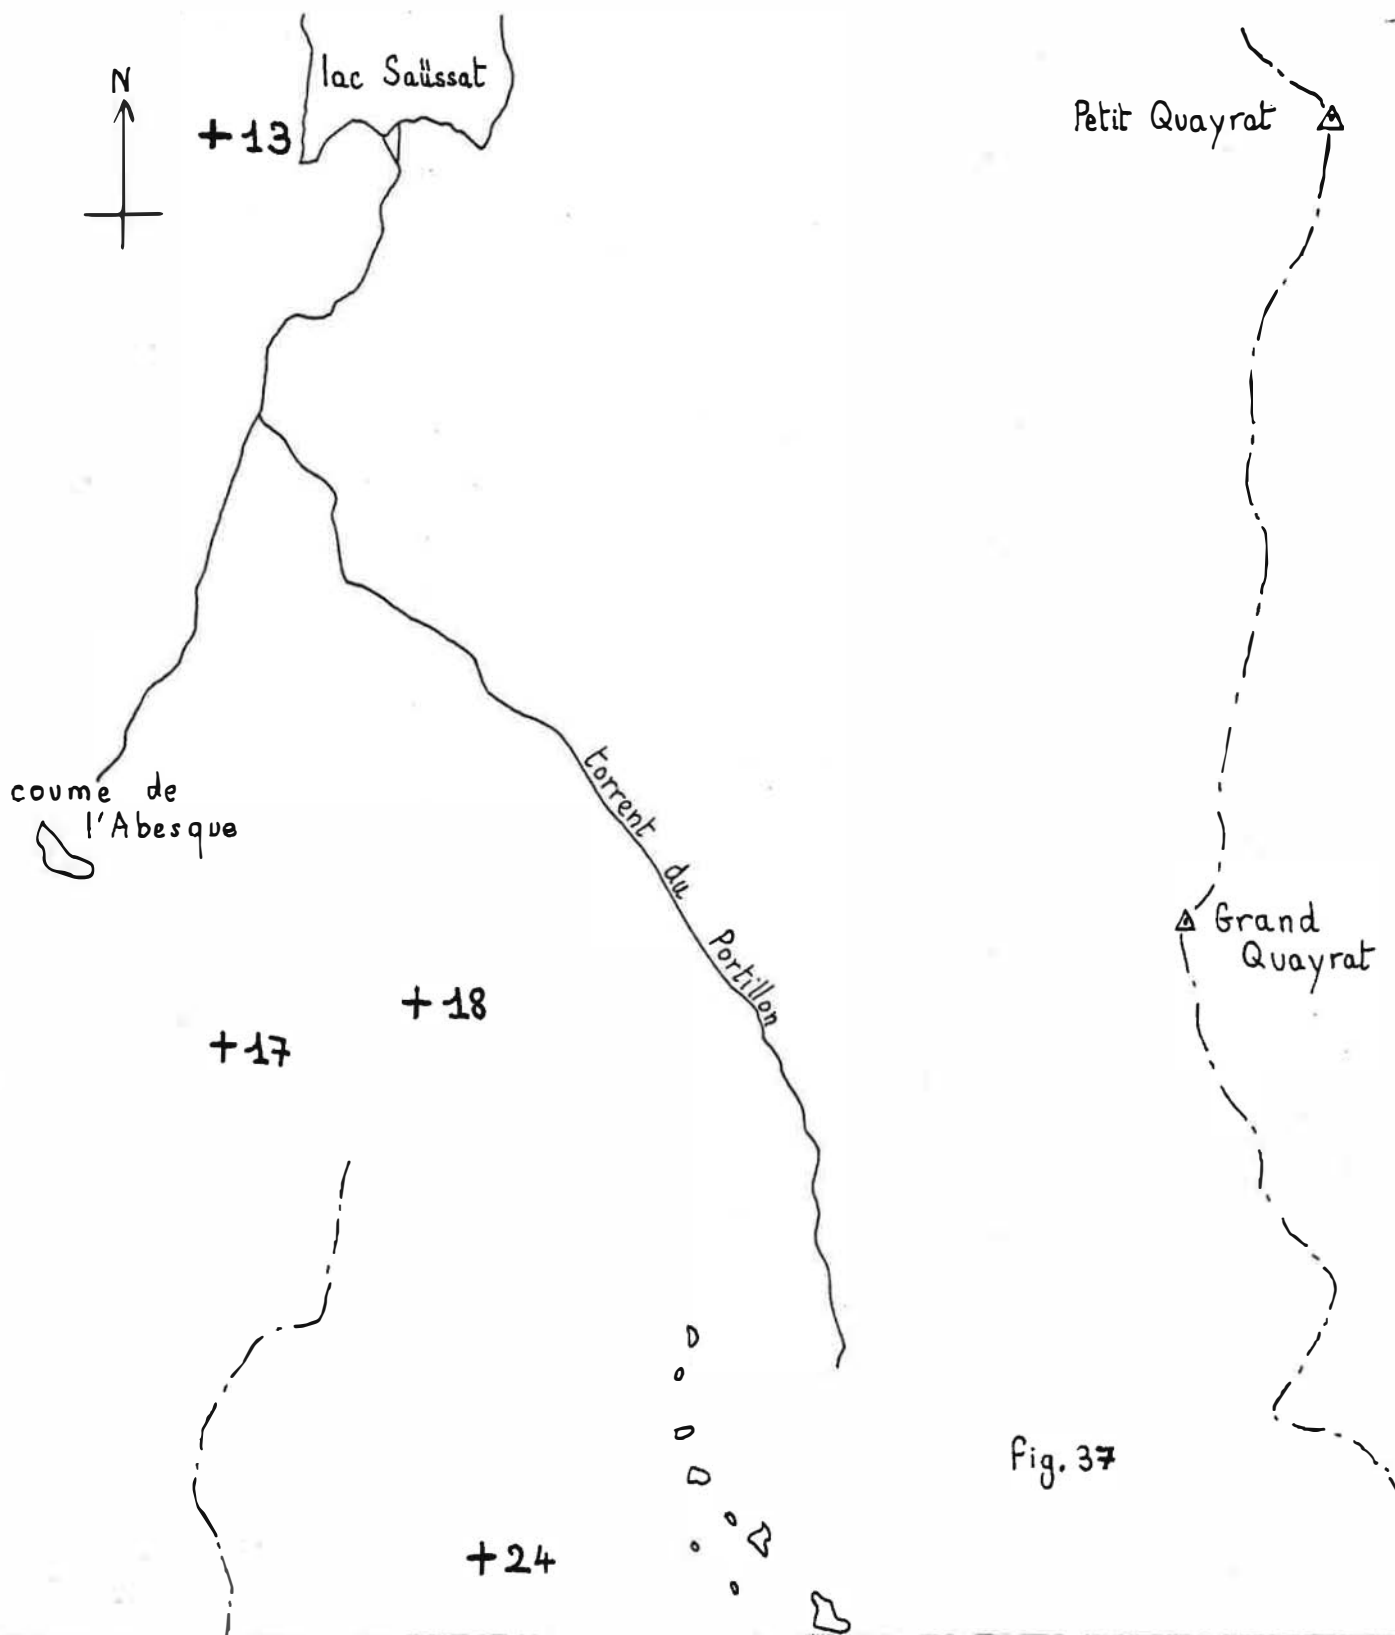 N
lac Saüssat
+13
Petit Quayrat
coume de
l'Abesque
torrent du Portillon
Grand
Quayrat
+18
+17
fig. 37
+24